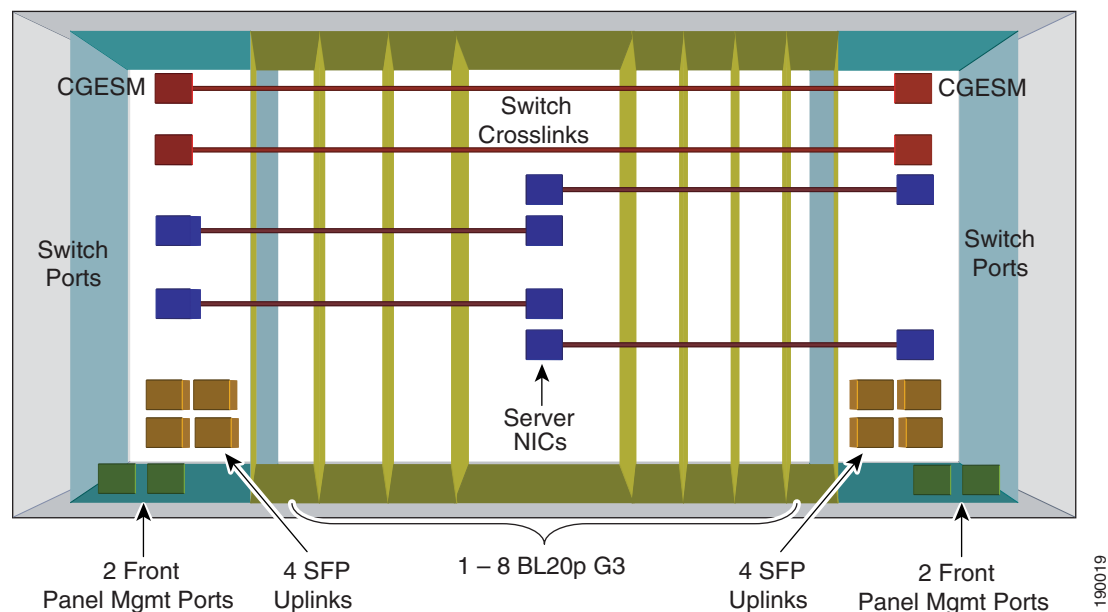 CGESM
CGESM
Switch
Crosslinks
Switch
Ports
Switch
Ports
Server
NICs
2 Front
Panel Mgmt Ports
4 SFP
Uplinks
1 – 8 BL20p G3
4 SFP
Uplinks
2 Front
Panel Mgmt Ports
190019